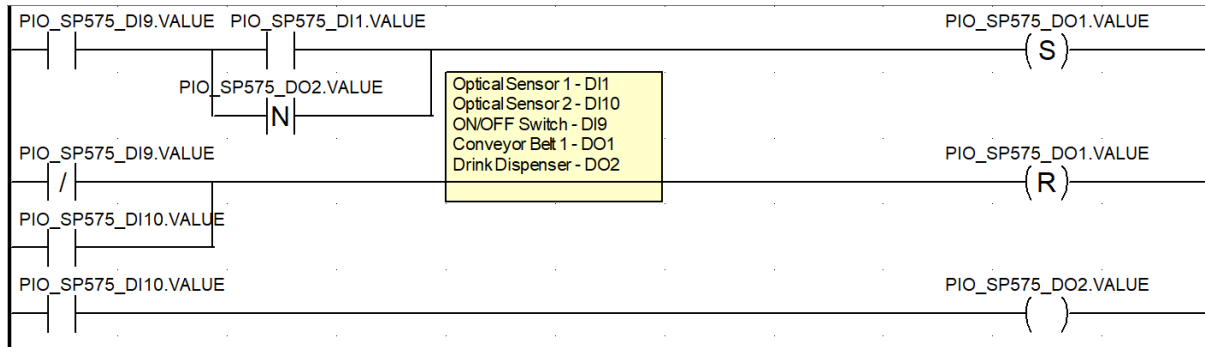 PIO_SP575_DI9.VALUE PIO_SP575_DI1.VALUE PIO_SP575_DO1.VALUE
S
PIO_SP575_DO2.VALUE
N
Optical Sensor 1 - DI1
Optical Sensor 2 - DI10
ON/OFF Switch - DI9
Conveyor Belt 1 - DO1
Drink Dispenser - DO2
PIO_SP575_DI9.VALUE PIO_SP575_DO1.VALUE
/ R
PIO_SP575_DI10.VALUE
PIO_SP575_DI10.VALUE PIO_SP575_DO2.VALUE